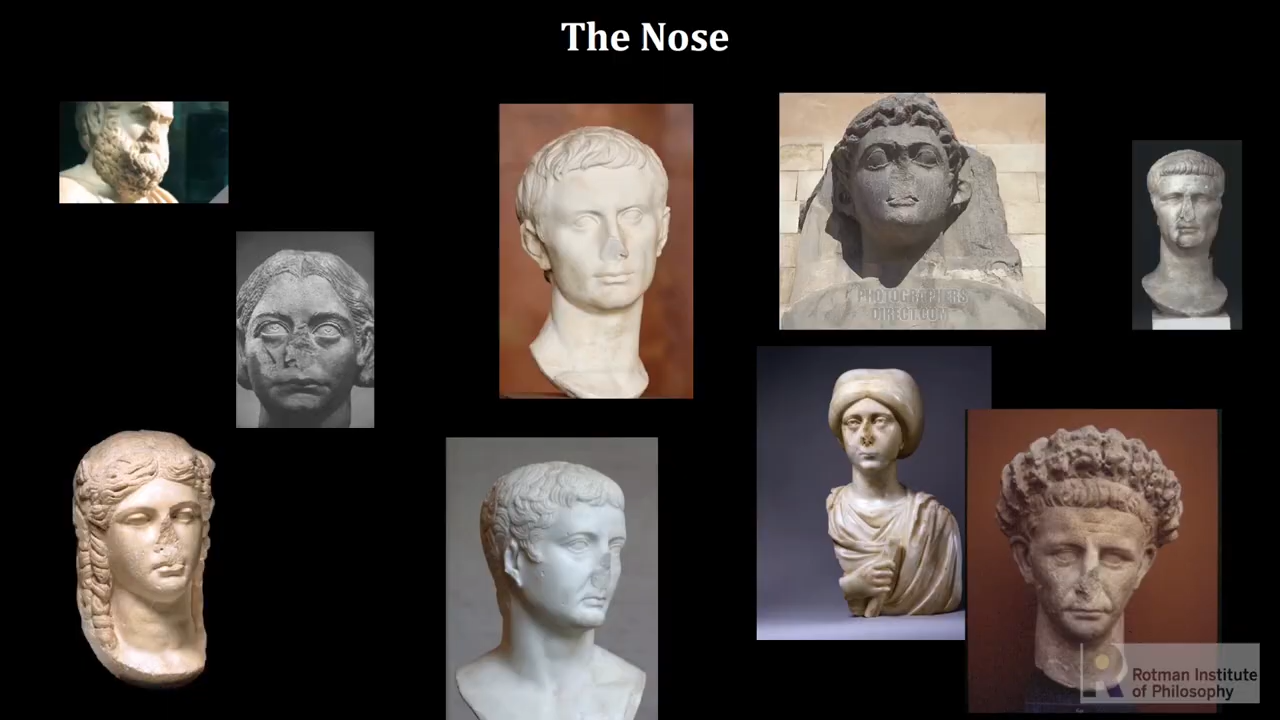 The Nose
PHOTOGRAPHERS
DIRECT.COM
Rotman Institute
of Philosophy